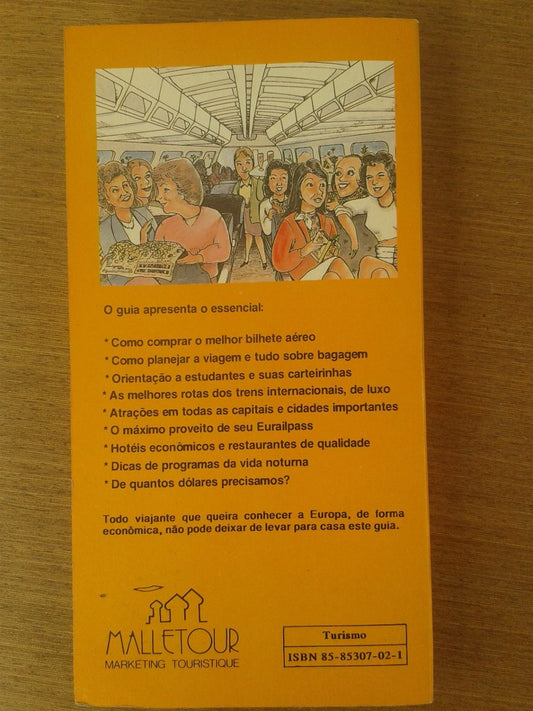 O guia apresenta o essencial:
* Como comprar o melhor bilhete aéreo
* Como planejar a viagem e tudo sobre bagagem
* Orientação a estudantes e suas carteirinhas
* As melhores rotas dos trens internacionais, de luxo
* Atrações em todas as capitais e cidades importantes
* O máximo proveito de seu Eurailpass
* Hotéis econômicos e restaurantes de qualidade
* Dicas de programas da vida noturna
* De quantos dólares precisamos?
Todo viajante que queira conhecer a Europa, de forma
econômica, não pode deixar de levar para casa este guia.
MALLETOUR
MARKETING TOURISTIQUE
Turismo
ISBN 85-85307-02-1